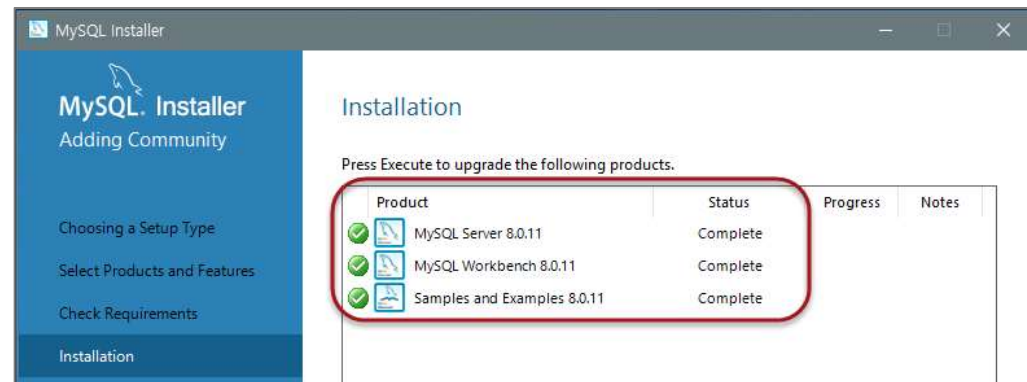 MySQL Installer
MySQL. Installer
Adding Community
Choosing a Setup Type
Select Products and Features
Check Requirements
Installation
Installation
Press Execute to upgrade the following products.
Product Status Progress Notes
MySQL Server 8.0.11 Complete
MySQL Workbench 8.0.11 Complete
Samples and Examples 8.0.11 Complete